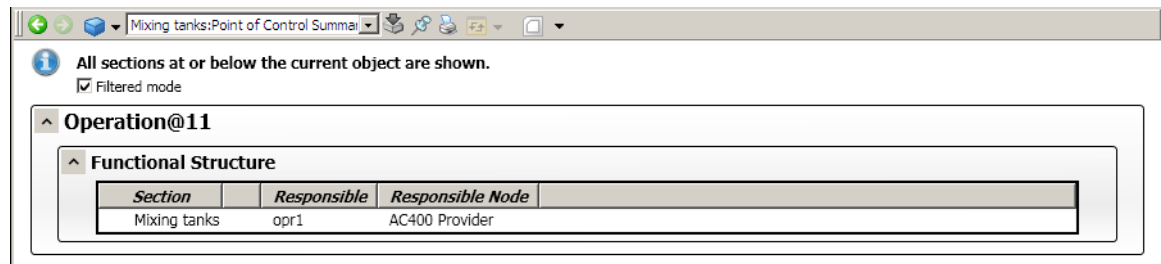 Mixing tanks:Point of Control Summar
All sections at or below the current object are shown.
Filtered mode
Operation@11
Functional Structure
Section Responsible Responsible Node
Mixing tanks opr1 AC400 Provider